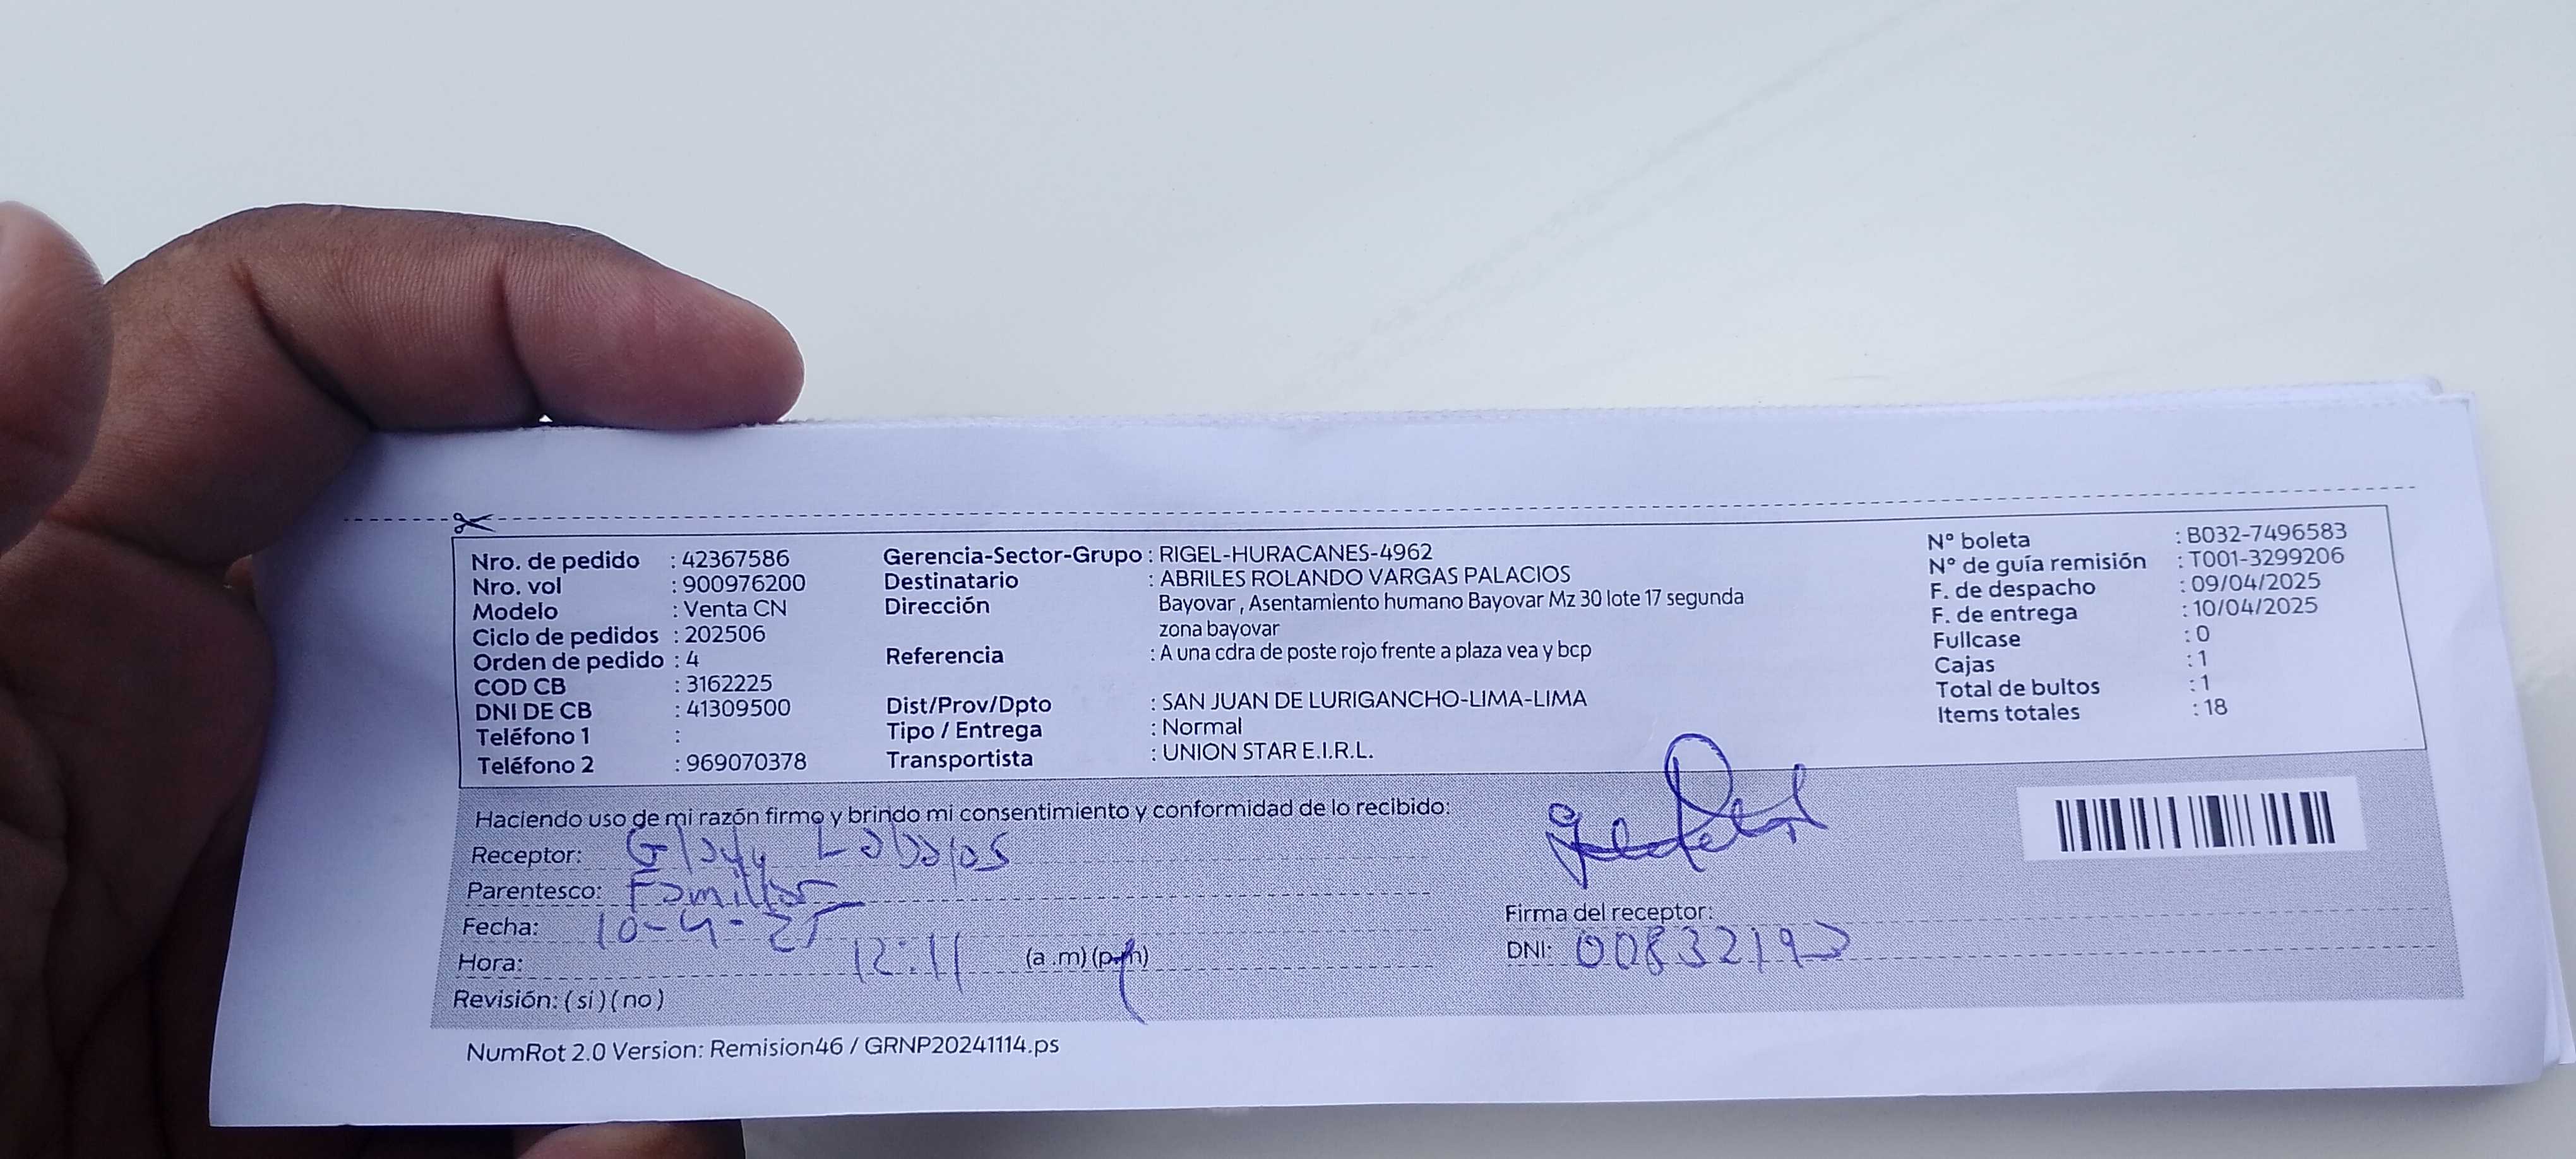 Nro. de pedido : 42367586
Nro. vol : 900976200
Modelo : Venta CN
Ciclo de pedidos : 202506
Orden de pedido : 4
COD CB : 3162225
DNI DE CB : 41309500
Teléfono 1 :
Teléfono 2 : 969070378
Gerencia-Sector-Grupo : RIGEL-HURACANES-4962
Destinatario : ABRILES ROLANDO VARGAS PALACIOS
Dirección Bayovar , Asentamiento humano Bayovar Mz 30 lote 17 segunda
zona bayovar
Referencia : A una cdra de poste rojo frente a plaza vea y bcp
Dist/Prov/Dpto : SAN JUAN DE LURIGANCHO-LIMA-LIMA
Tipo / Entrega : Normal
Transportista : UNION STAR E.I.R.L.
N° boleta : B032-7496583
N° de guía remisión : T001-3299206
F. de despacho : 09/04/2025
F. de entrega : 10/04/2025
Fullcase : 0
Cajas : 1
Total de bultos : 1
Items totales : 18
Haciendo uso de mi razón firmo y brindo mi consentimiento y conformidad de lo recibido:
Receptor:
Parentesco: Familiar
Fecha: 10-4-25
Hora: 12:11 (a .m) (p.m)
Revisión: ( si ) ( no )
Firma del receptor:
DNI:
NumRot 2.0 Version: Remision46 / GRNP20241114.ps